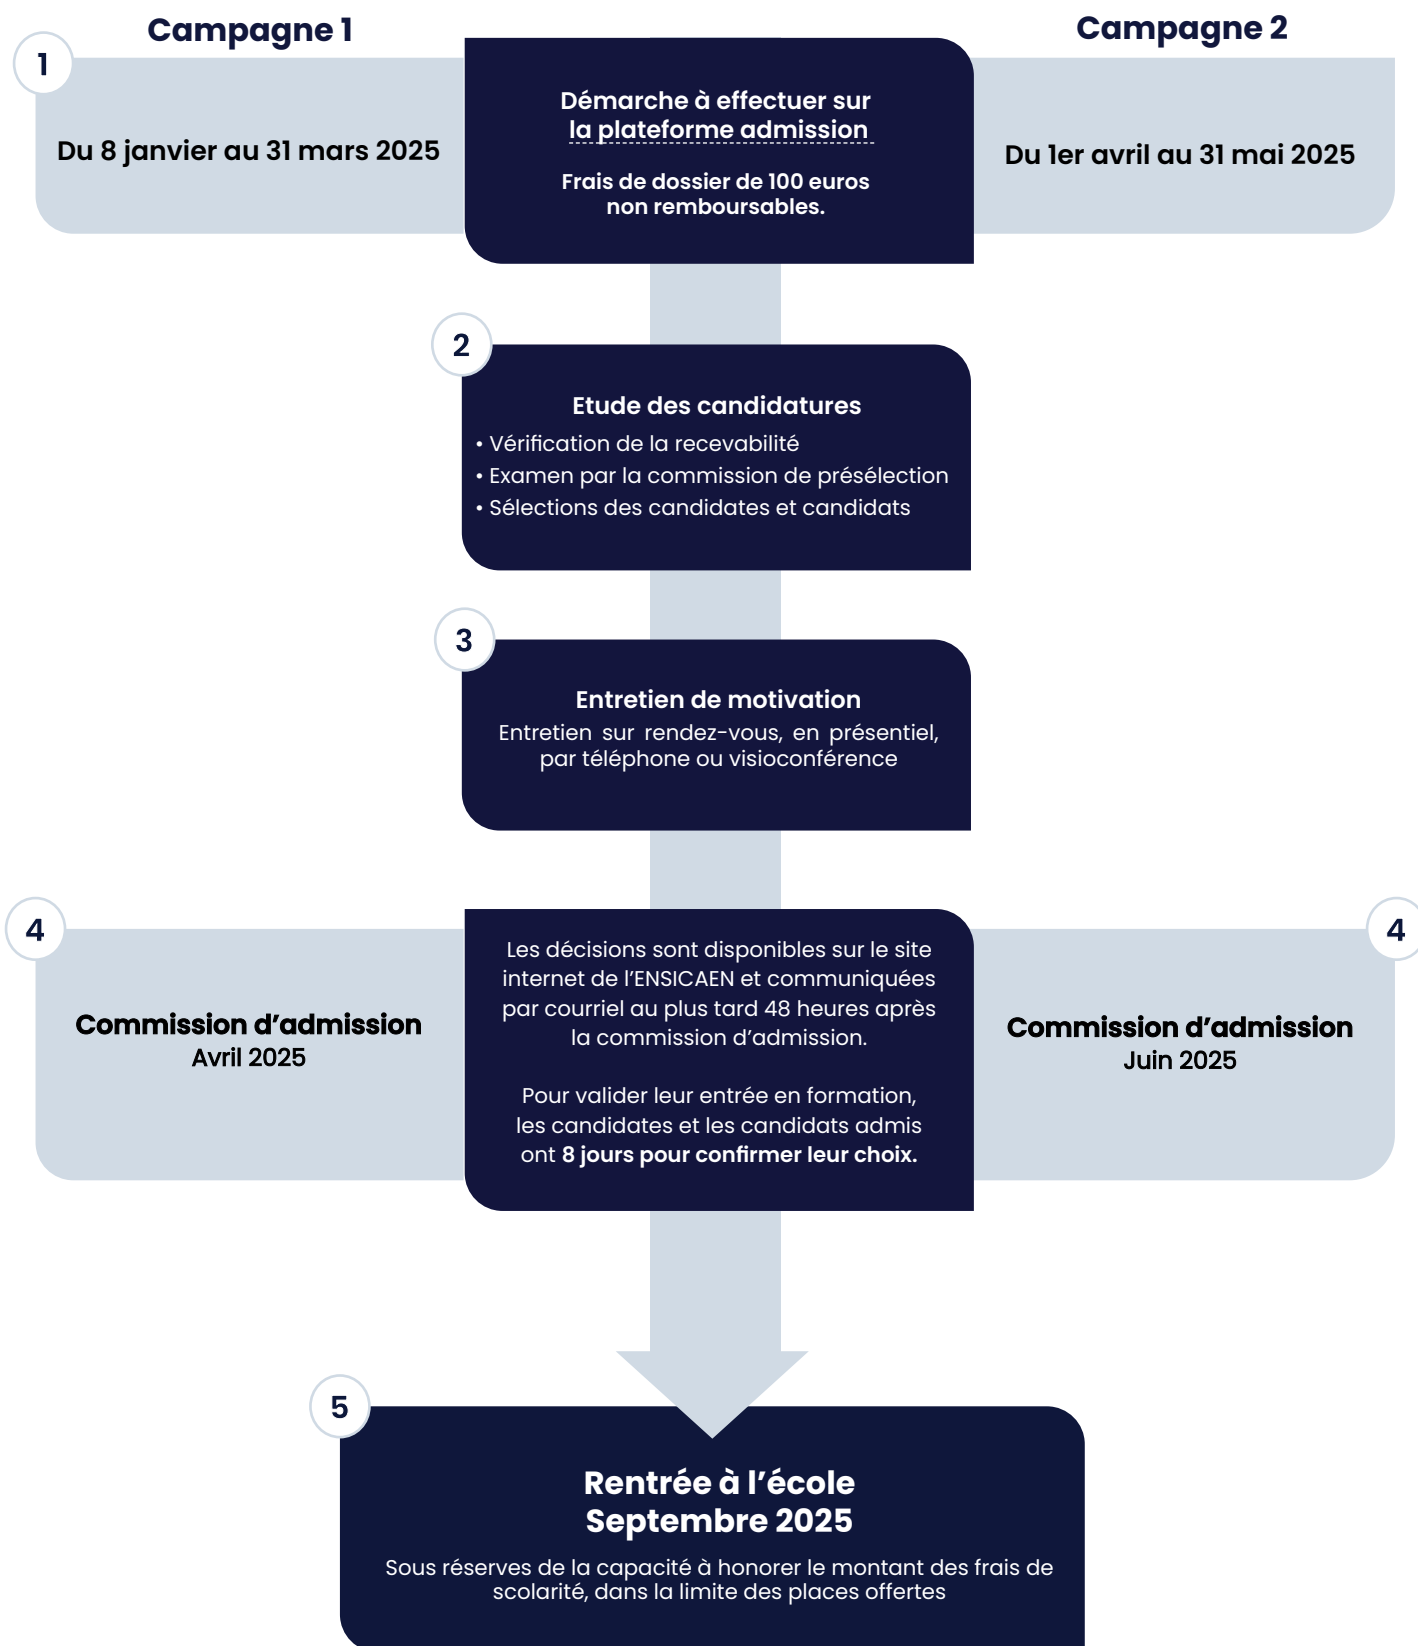 Campagne 1
Campagne 2
1
Du 8 janvier au 31 mars 2025
Démarche à effectuer sur
la plateforme admission
Frais de dossier de 100 euros
non remboursables.
Du 1er avril au 31 mai 2025
2
Etude des candidatures
• Vérification de la recevabilité
• Examen par la commission de présélection
• Sélections des candidates et candidats
3
Entretien de motivation
Entretien sur rendez-vous, en présentiel,
par téléphone ou visioconférence
4
Commission d’admission
Avril 2025
Les décisions sont disponibles sur le site
internet de l’ENSICAEN et communiquées
par courriel au plus tard 48 heures après
la commission d’admission.
Pour valider leur entrée en formation,
les candidates et les candidats admis
ont 8 jours pour confirmer leur choix.
4
Commission d’admission
Juin 2025
5
Rentrée à l’école
Septembre 2025
Sous réserves de la capacité à honorer le montant des frais de
scolarité, dans la limite des places offertes